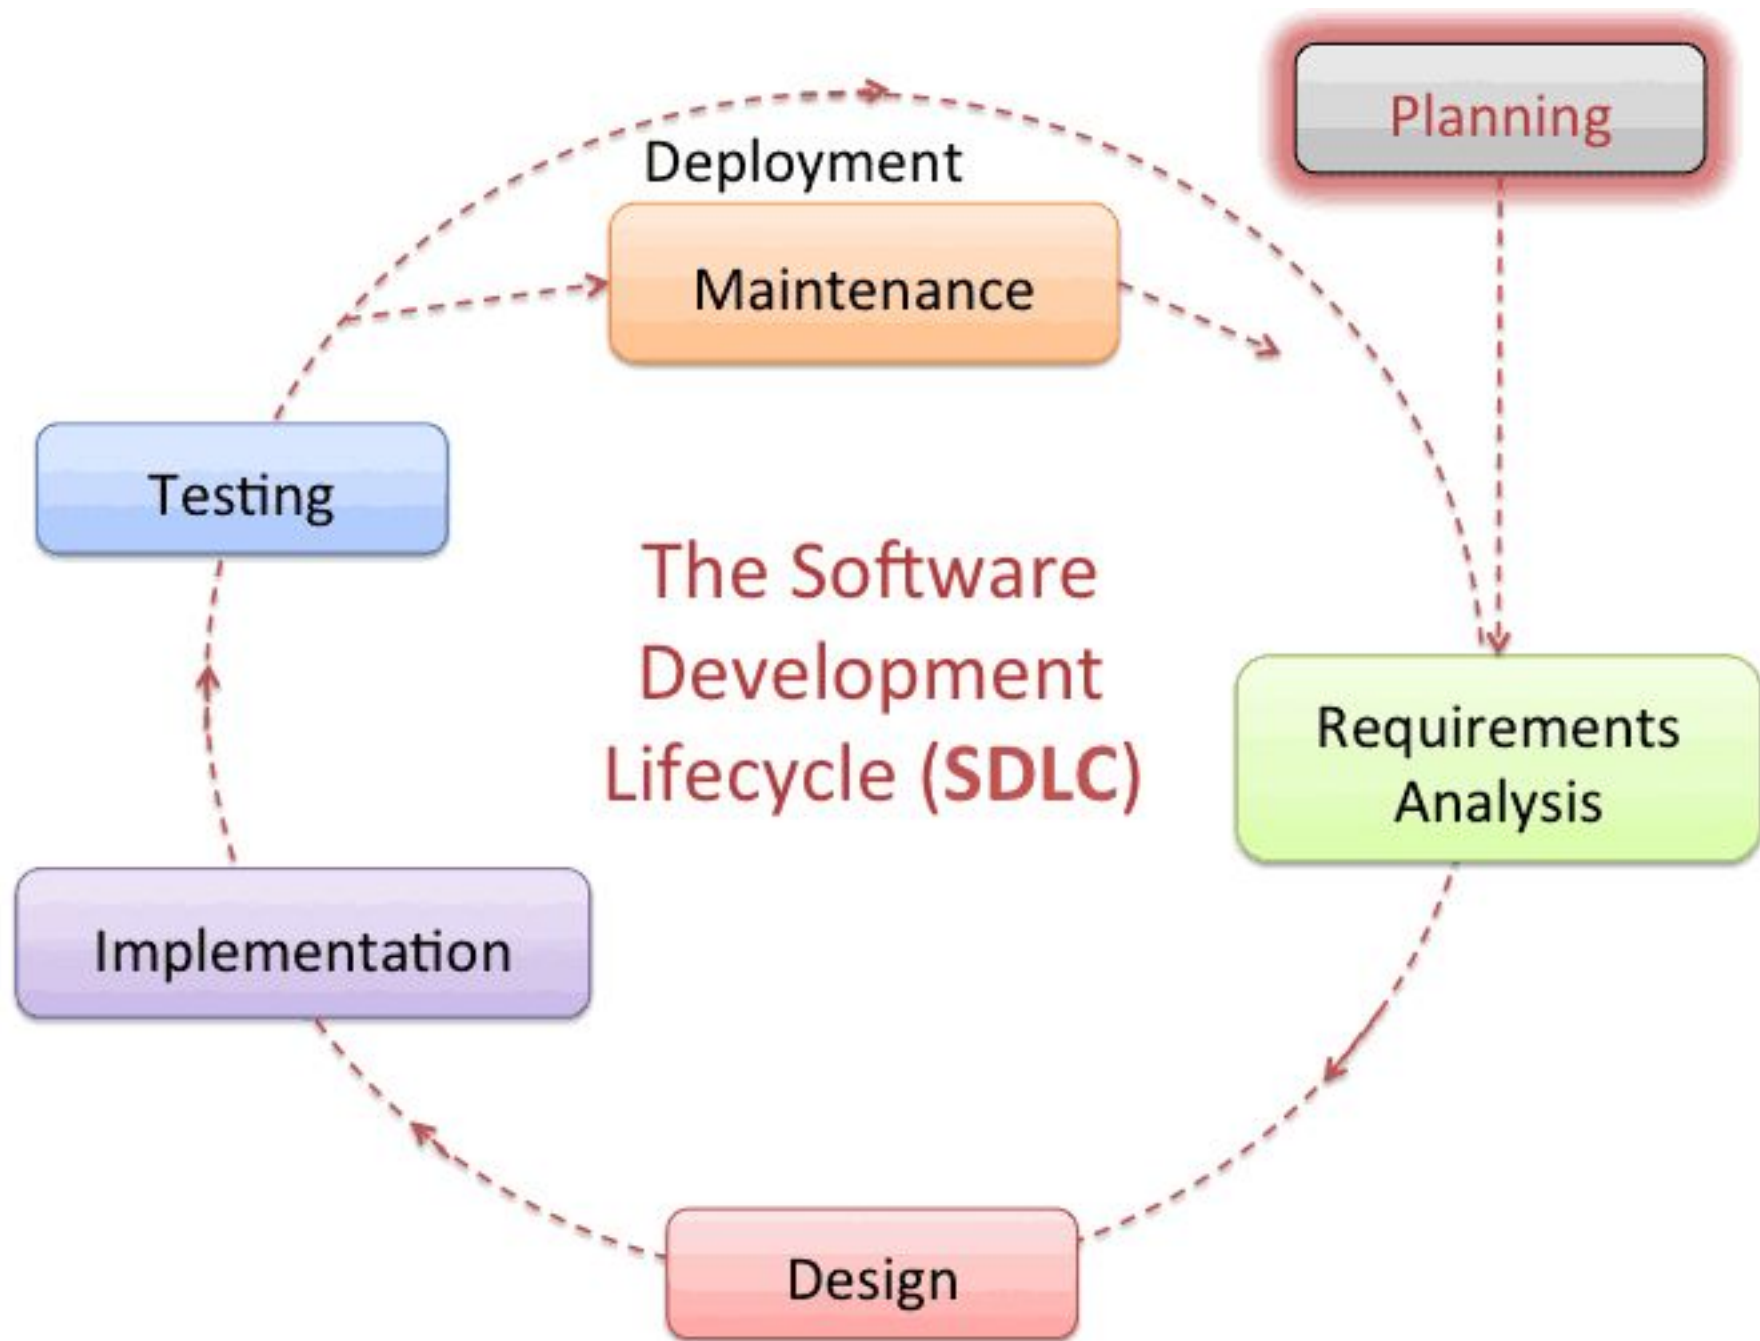 Planning
Deployment
Maintenance
Testing
The Software
Development
Lifecycle (SDLC)
Requirements
Analysis
Implementation
Design